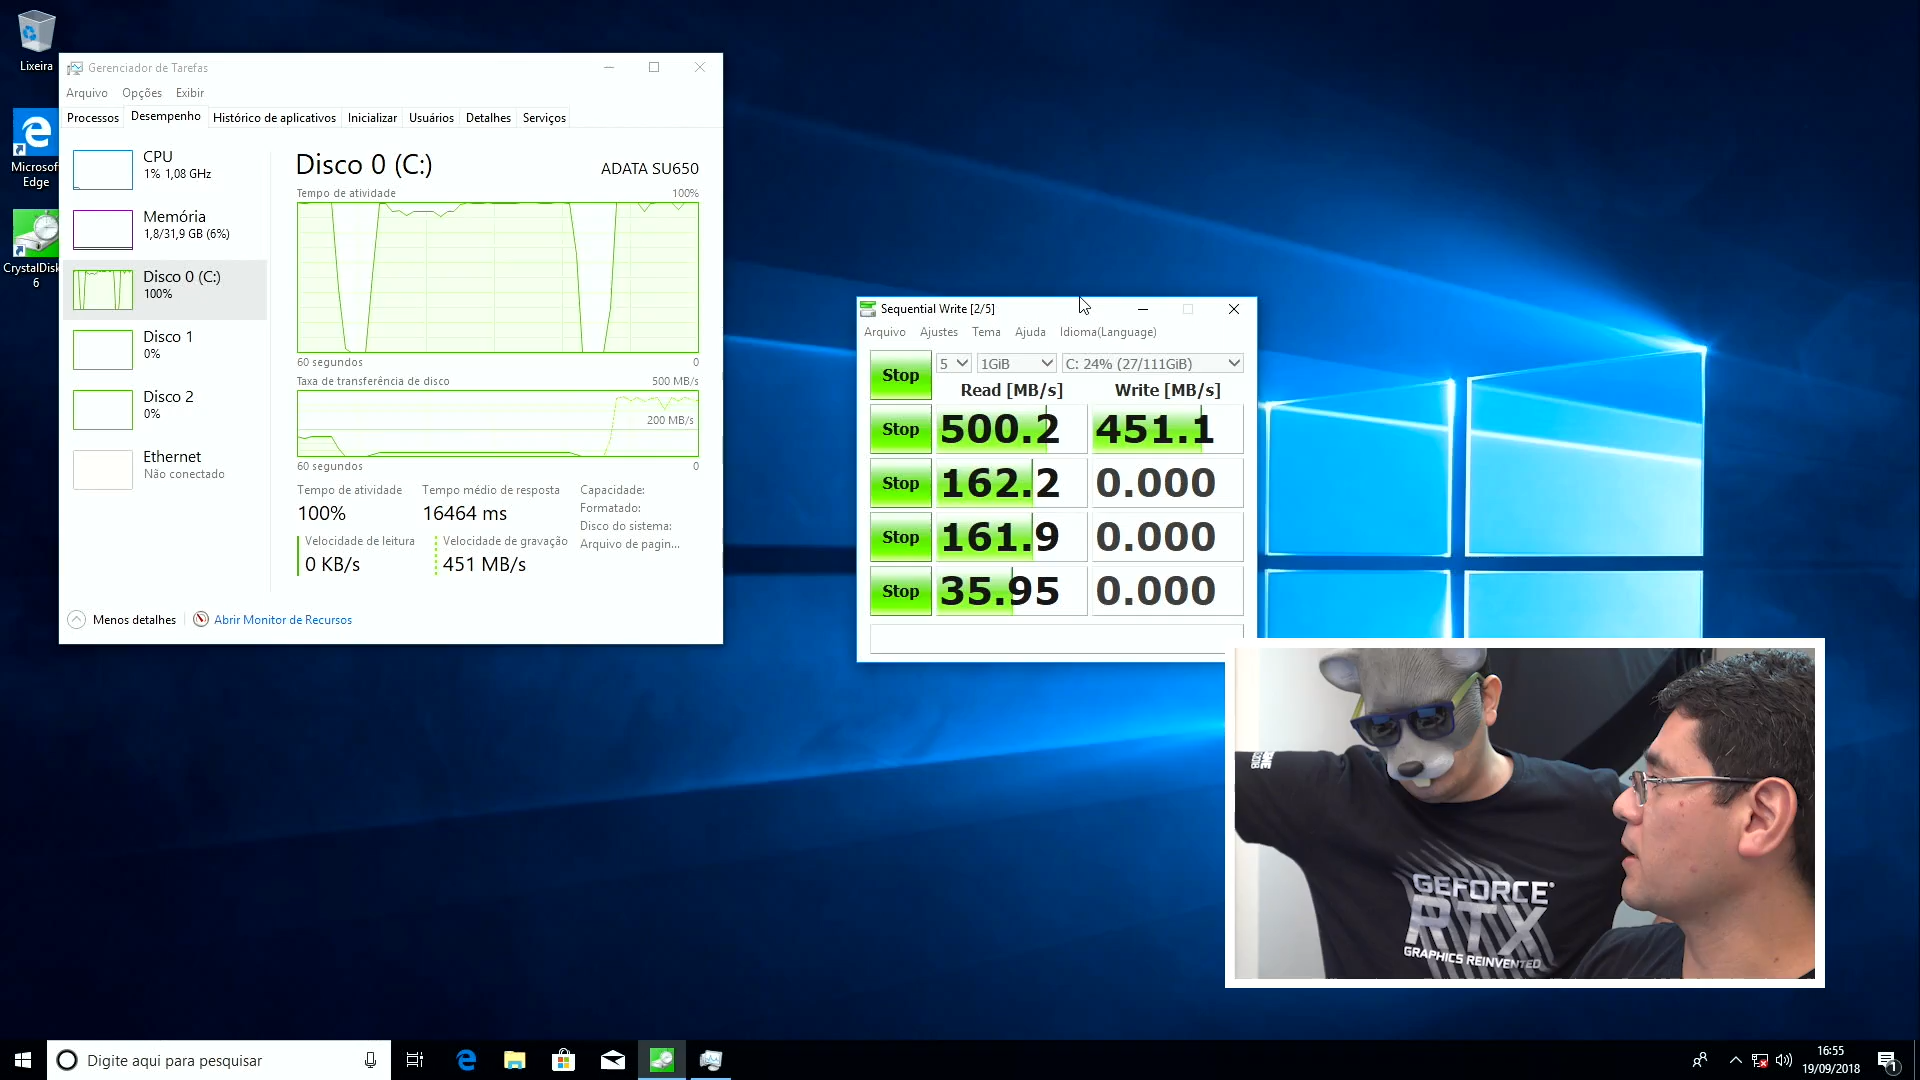 Lixeira
Microsof
Edge
CrystalDisk
6
Gerenciador de Tarefas
Arquivo Opções Exibir
Processos Desempenho Histórico de aplicativos Inicializar Usuários Detalhes Serviços
CPU
1% 1,08 GHz
Memória
1,8/31,9 GB (6%)
Disco 0 (C:)
100%
Disco 1
0%
Disco 2
0%
Ethernet
Não conectado
Disco 0 (C:) ADATA SU650
Tempo de atividade 100%
60 segundos 0
Taxa de transferência de disco 500 MB/s
200 MB/s
60 segundos 0
Tempo de atividade Tempo médio de resposta Capacidade:
100% 16464 ms Formatado:
Disco do sistema:
Velocidade de leitura Velocidade de gravação Arquivo de pagin...
0 KB/s 451 MB/s
Menos detalhes Abrir Monitor de Recursos
Sequential Write [2/5]
Arquivo Ajustes Tema Ajuda Idioma(Language)
Stop 5 1GiB C: 24% (27/111GiB)
Read [MB/s] Write [MB/s]
Stop 500.2 451.1
Stop 162.2 0.000
Stop 161.9 0.000
Stop 35.95 0.000
GEFORCE
RTX
GRAPHICS REINVENTED
Digite aqui para pesquisar
16:55
19/09/2018
1